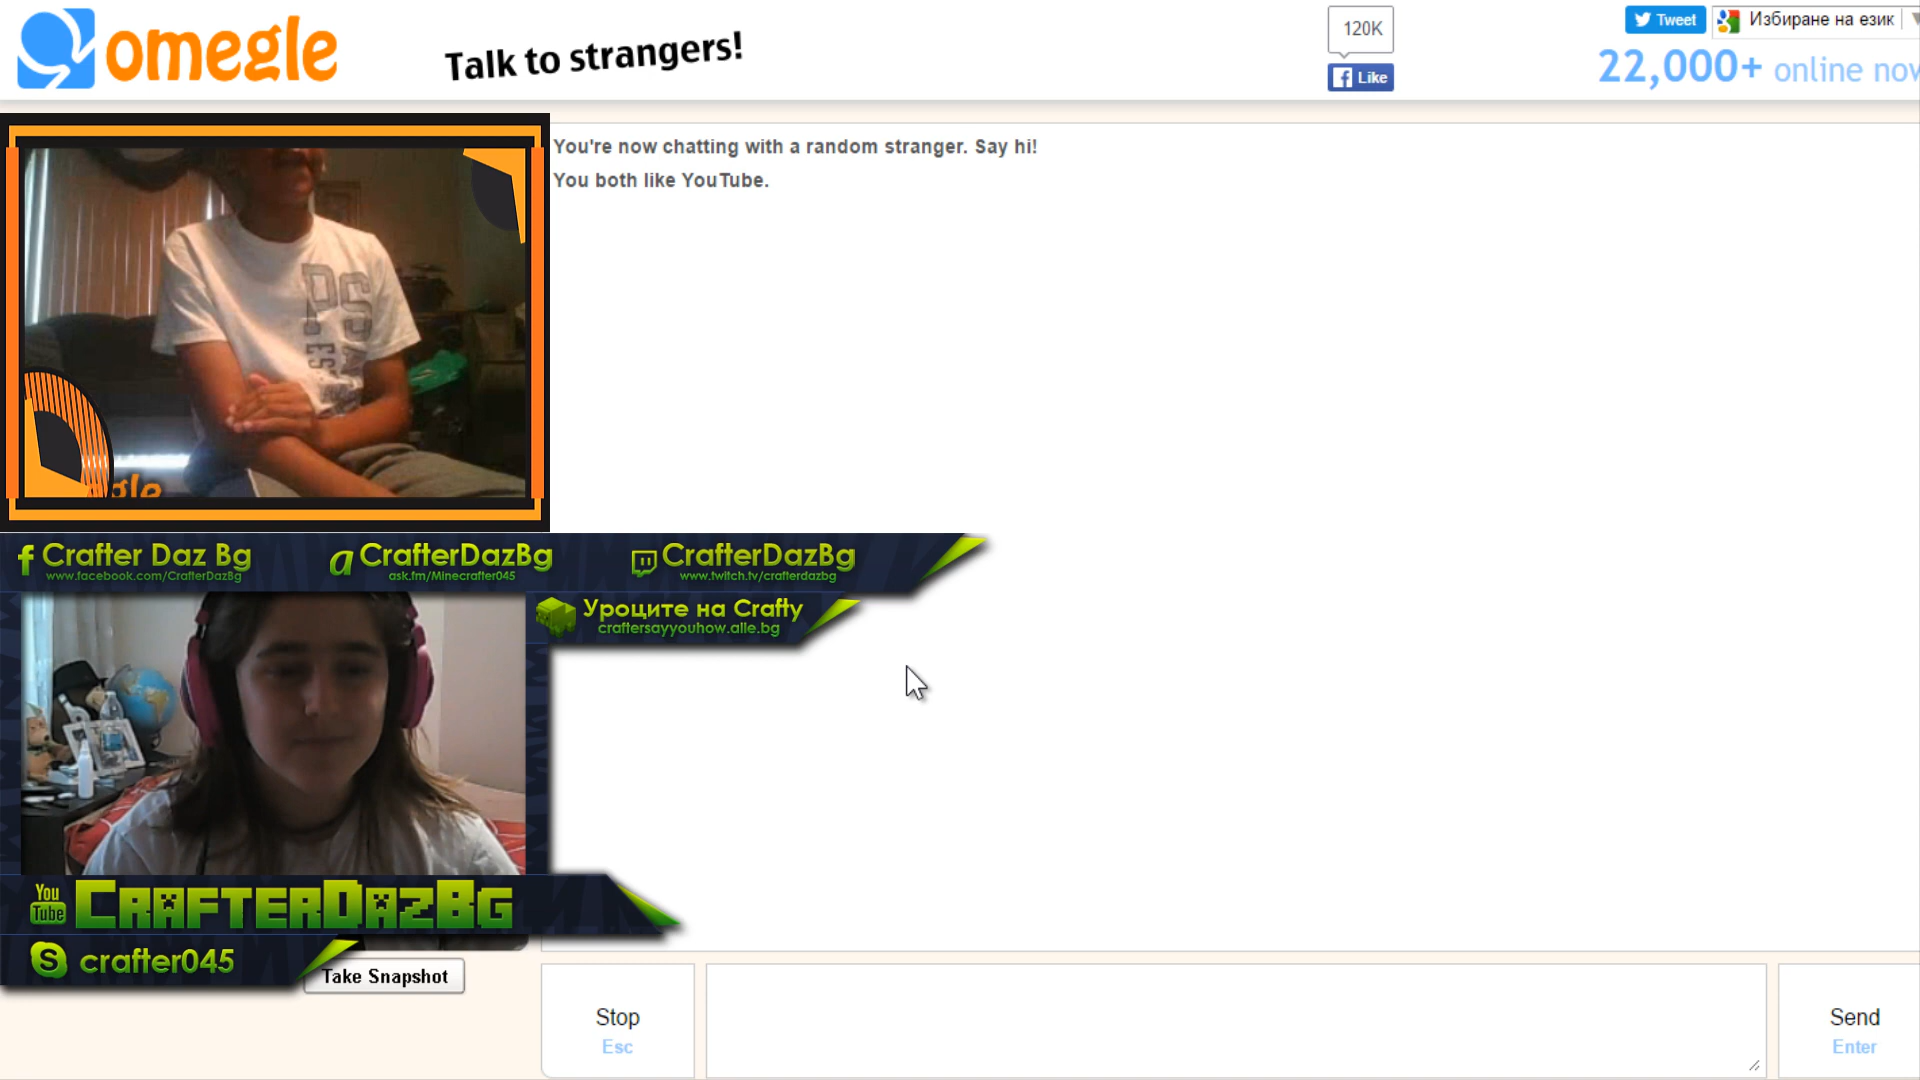 omegle
Talk to strangers!
120K
Like
Tweet
Избиране на език
22,000+ online now
You're now chatting with a random stranger. Say hi!
You both like YouTube.
PS
gle
Crafter Daz Bg
www.facebook.com/CrafterDazBg
CrafterDazBg
ask.fm/Minecrafter045
CrafterDazBg
www.twitch.tv/crafterdazbg
Уроците на Crafty
craftersayyouhow.alle.bg
You Tube
CRAFTERDAZBG
crafter045
Take Snapshot
Stop
Esc
Send
Enter